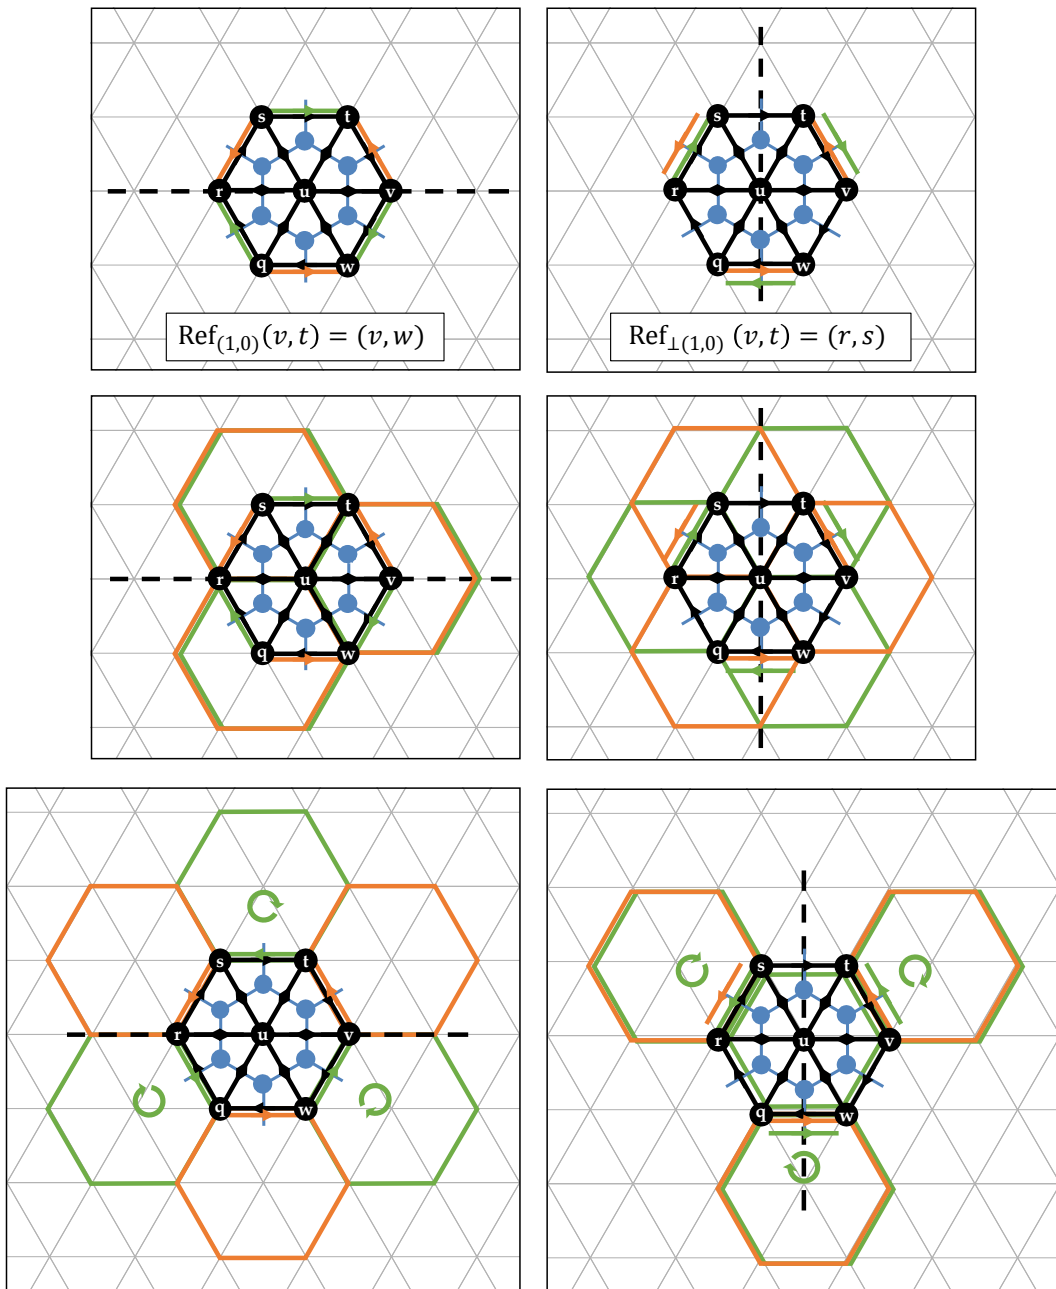 s t
r u v
q w
Ref(1,0)(v, t) = (v, w)
s t
r u v
q w
Ref⊥(1,0) (v, t) = (r, s)
s t
r u v
q w
s t
r u v
q w
s t
r u v
q w
s t
r u v
q w